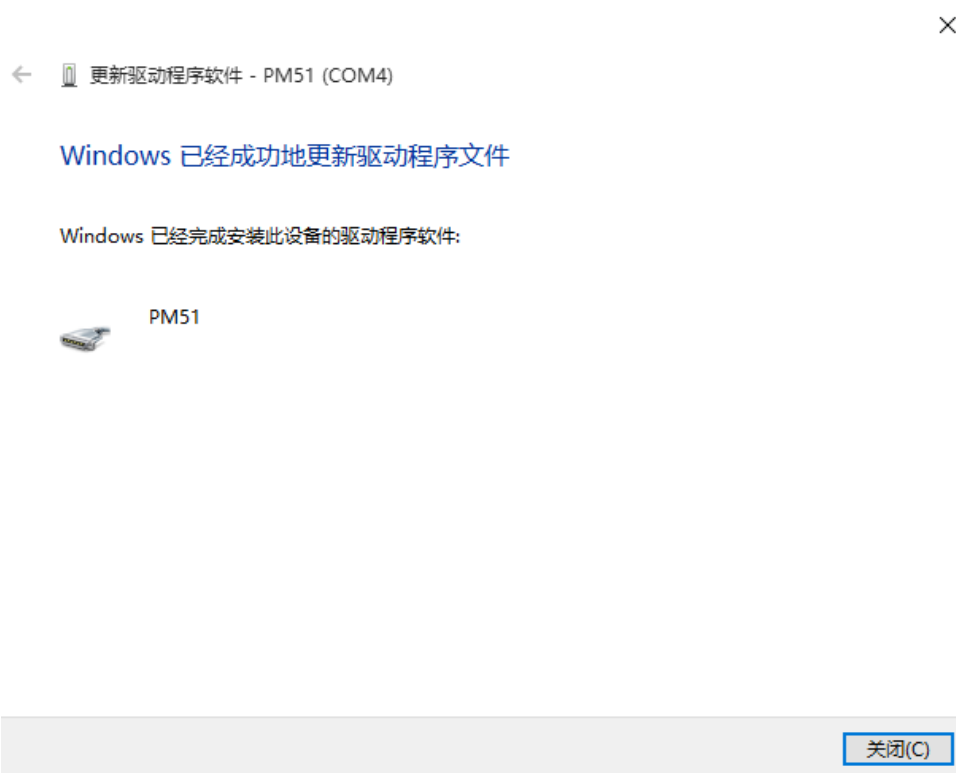 更新驱动程序软件 - PM51 (COM4)
Windows 已经成功地更新驱动程序文件
Windows 已经完成安装此设备的驱动程序软件:
PM51
关闭(C)